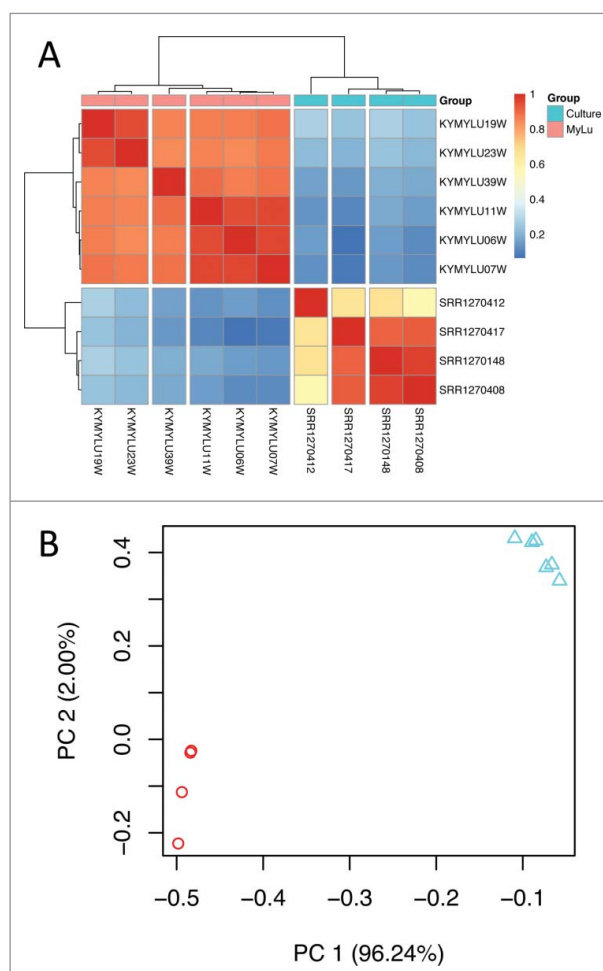 A
Group
KYMYLU19W
KYMYLU23W
KYMYLU39W
KYMYLU11W
KYMYLU06W
KYMYLU07W
SRR1270412
SRR1270417
SRR1270148
SRR1270408
1
0.8
0.6
0.4
0.2
Group
Culture
MyLu
KYMYLU19W
KYMYLU23W
KYMYLU39W
KYMYLU11W
KYMYLU06W
KYMYLU07W
SRR1270412
SRR1270417
SRR1270148
SRR1270408
B
PC 2 (2.00%)
0.4
0.2
0.0
−0.2
−0.5 −0.4 −0.3 −0.2 −0.1
PC 1 (96.24%)